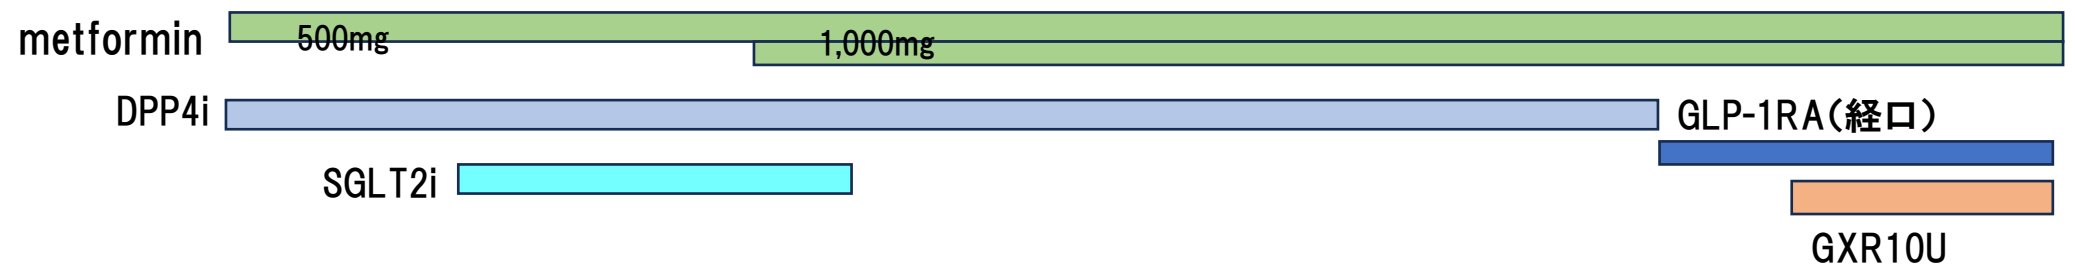 metformin
500mg
1,000mg
DPP4i
GLP-1RA(経口)
SGLT2i
GXR10U